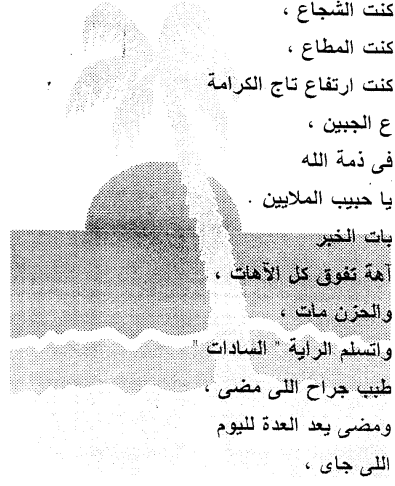 كنت الشجاع ،
كنت المطاع ،
كنت ارتفاع تاج الكرامة
ع الجبين ،
فى ذمة الله
يا حبيب الملايين .
بات الخبر
آهة تفوق كل الآهات ،
والحزن مات ،
واتسلم الراية " السادات "
طبب جراح اللى مضى ،
ومضى يعد العدة لليوم
اللى جاى ،